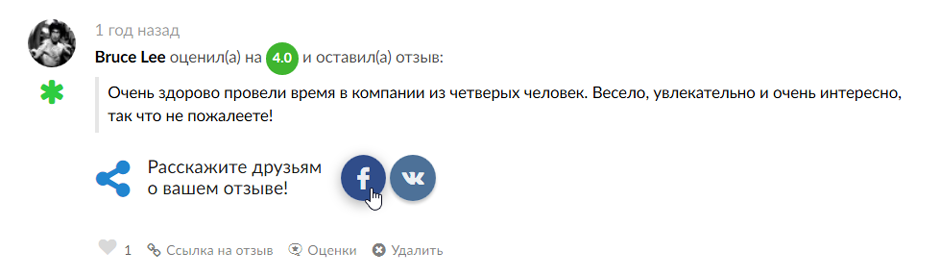 1 год назад
Bruce Lee оценил(а) на 4.0 и оставил(а) отзыв:
Очень здорово провели время в компании из четверых человек. Весело, увлекательно и очень интересно,
так что не пожалеете!
Расскажите друзьям
о вашем отзыве!
1 Ссылка на отзыв Оценки Удалить